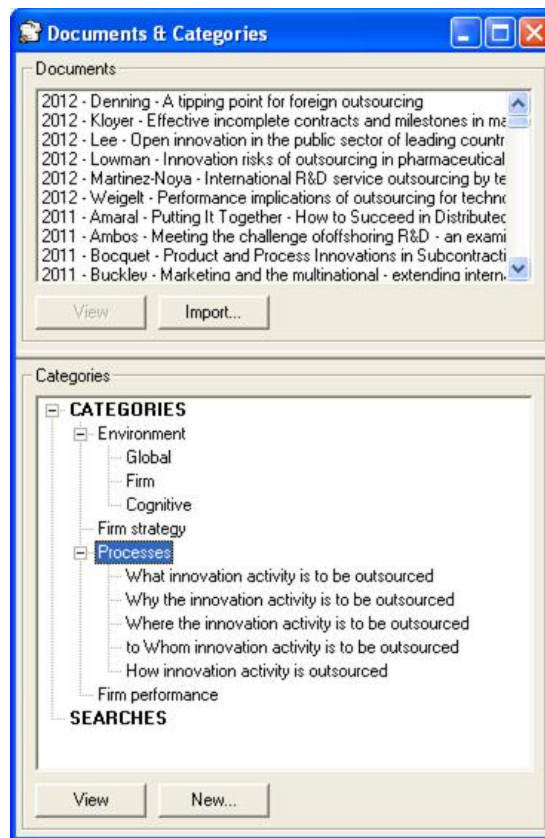 Documents & Categories
Documents
2012 - Denning - A tipping point for foreign outsourcing
2012 - Kloyer - Effective incomplete contracts and milestones in ma
2012 - Lee - Open innovation in the public sector of leading countr
2012 - Lowman - Innovation risks of outsourcing in pharmaceutical
2012 - Martinez-Noya - International R&D service outsourcing by te
2012 - Weigelt - Performance implications of outsourcing for techno
2011 - Amaral - Putting It Together - How to Succeed in Distributed
2011 - Ambos - Meeting the challenge ofoffshoring R&D - an exami
2011 - Bocquet - Product and Process Innovations in Subcontracti
2011 - Buckley - Marketing and the multinational - extending intern
View Import...
Categories
CATEGORIES
Environment
Global
Firm
Cognitive
Firm strategy
Processes
What innovation activity is to be outsourced
Why the innovation activity is to be outsourced
Where the innovation activity is to be outsourced
to Whom innovation activity is to be outsourced
How innovation activity is outsourced
Firm performance
SEARCHES
View New...